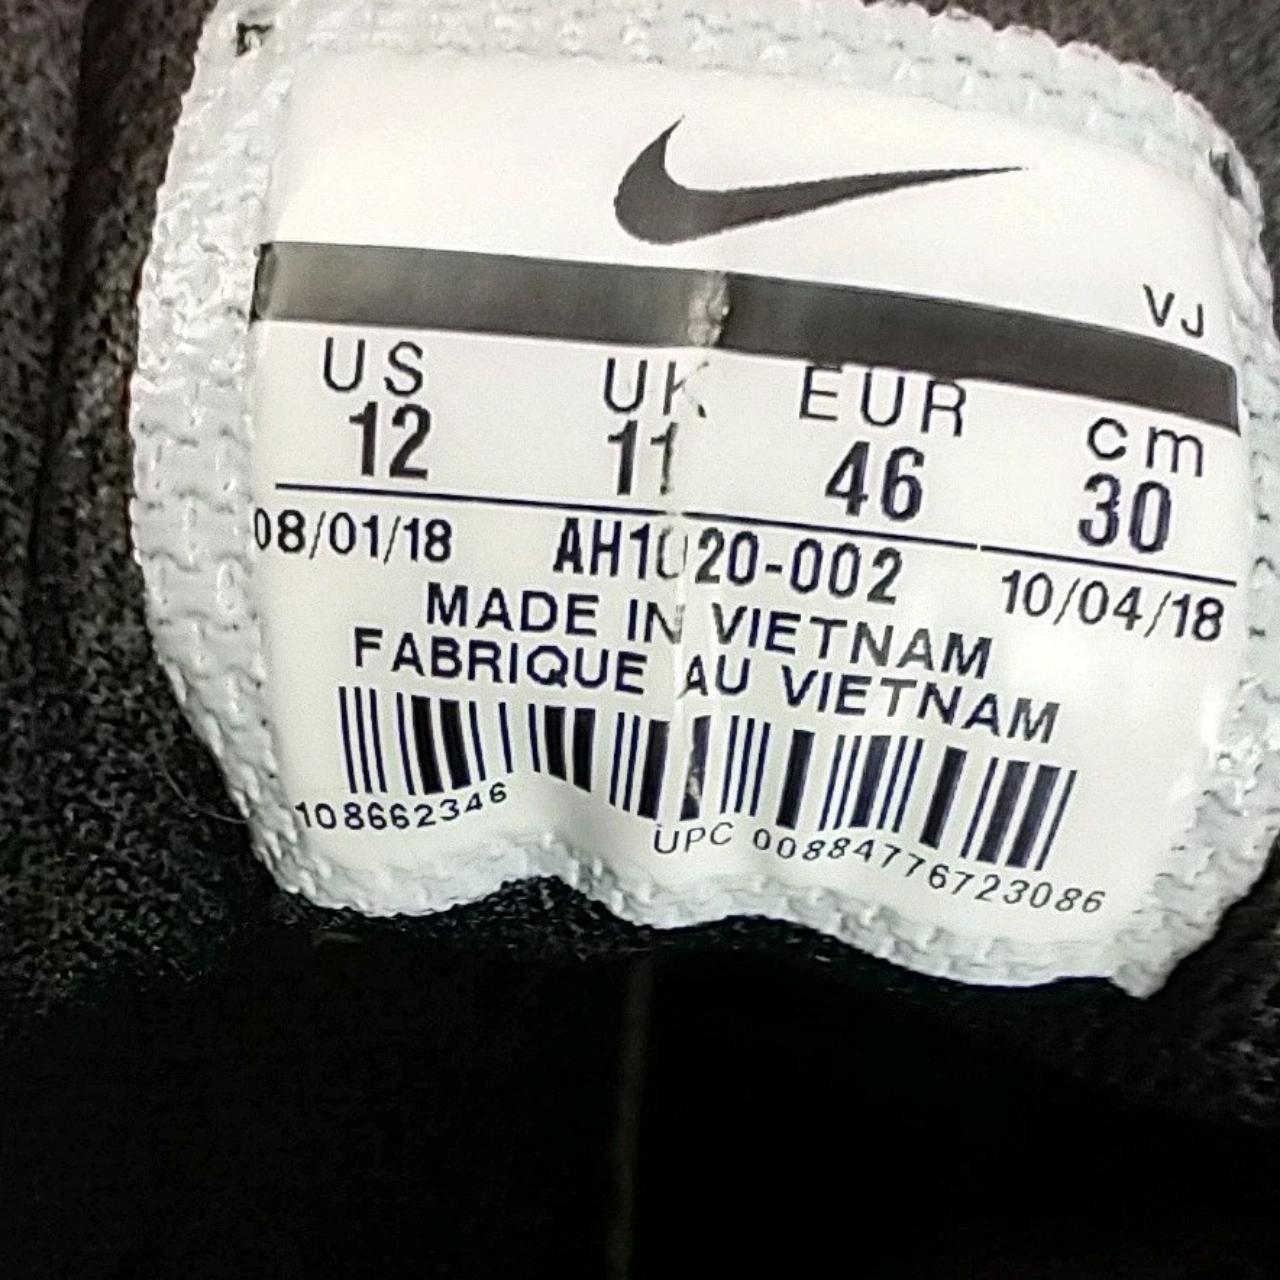 VJ
US UK EUR cm
12 11 46 30
08/01/18 AH1020-002 10/04/18
MADE IN VIETNAM
FABRIQUE AU VIETNAM
108662346 UPC 00884776723086